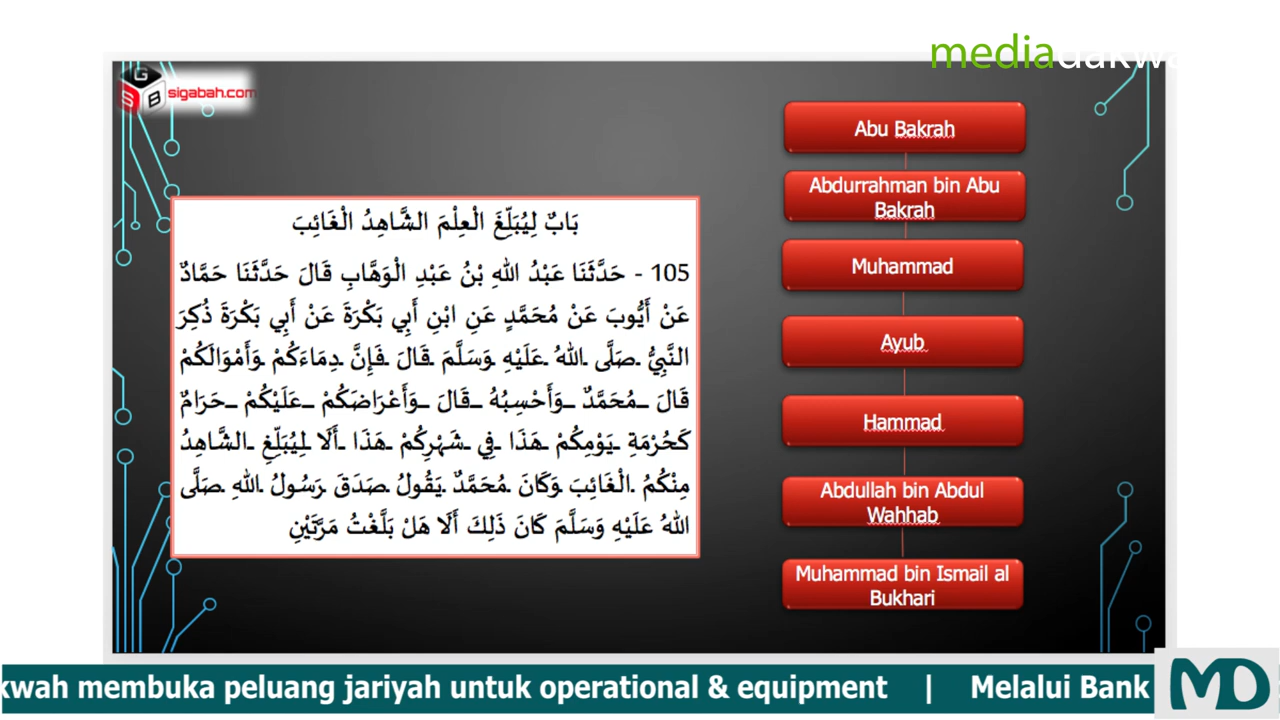 mediadakw
G
S
B
sigabah.com
بَابٌ لِيُبَلِّغَ الْعِلْمَ الشَّاهِدُ الْغَائِبَ
105 - حَدَّثَنَا عَبْدُ اللهِ بْنُ عَبْدِ الْوَهَّابِ قَالَ حَدَّثَنَا حَمَّادٌ
عَنْ أَيُّوبَ عَنْ مُحَمَّدٍ عَنِ ابْنِ أَبِي بَكْرَةَ عَنْ أَبِي بَكْرَةَ ذُكِرَ
النَّبِيُّ صَلَّى اللهُ عَلَيْهِ وَسَلَّمَ قَالَ فَإِنَّ دِمَاءَكُمْ وَأَمْوَالَكُمْ
قَالَ مُحَمَّدٌ وَأَحْسِبُهُ قَالَ وَأَعْرَاضَكُمْ عَلَيْكُمْ حَرَامٌ
كَحُرْمَةِ يَوْمِكُمْ هَذَا فِي شَهْرِكُمْ هَذَا أَلَا لِيُبَلِّغِ الشَّاهِدُ
مِنْكُمُ الْغَائِبَ وَكَانَ مُحَمَّدٌ يَقُولُ صَدَقَ رَسُولُ اللهِ صَلَّى
اللهُ عَلَيْهِ وَسَلَّمَ كَانَ ذَلِكَ أَلَا هَلْ بَلَّغْتُ مَرَّتَيْنِ
Abu Bakrah
Abdurrahman bin Abu
Bakrah
Muhammad
Ayub
Hammad
Abdullah bin Abdul
Wahhab
Muhammad bin Ismail al
Bukhari
kwah membuka peluang jariyah untuk operational & equipment | Melalui Bank
MD